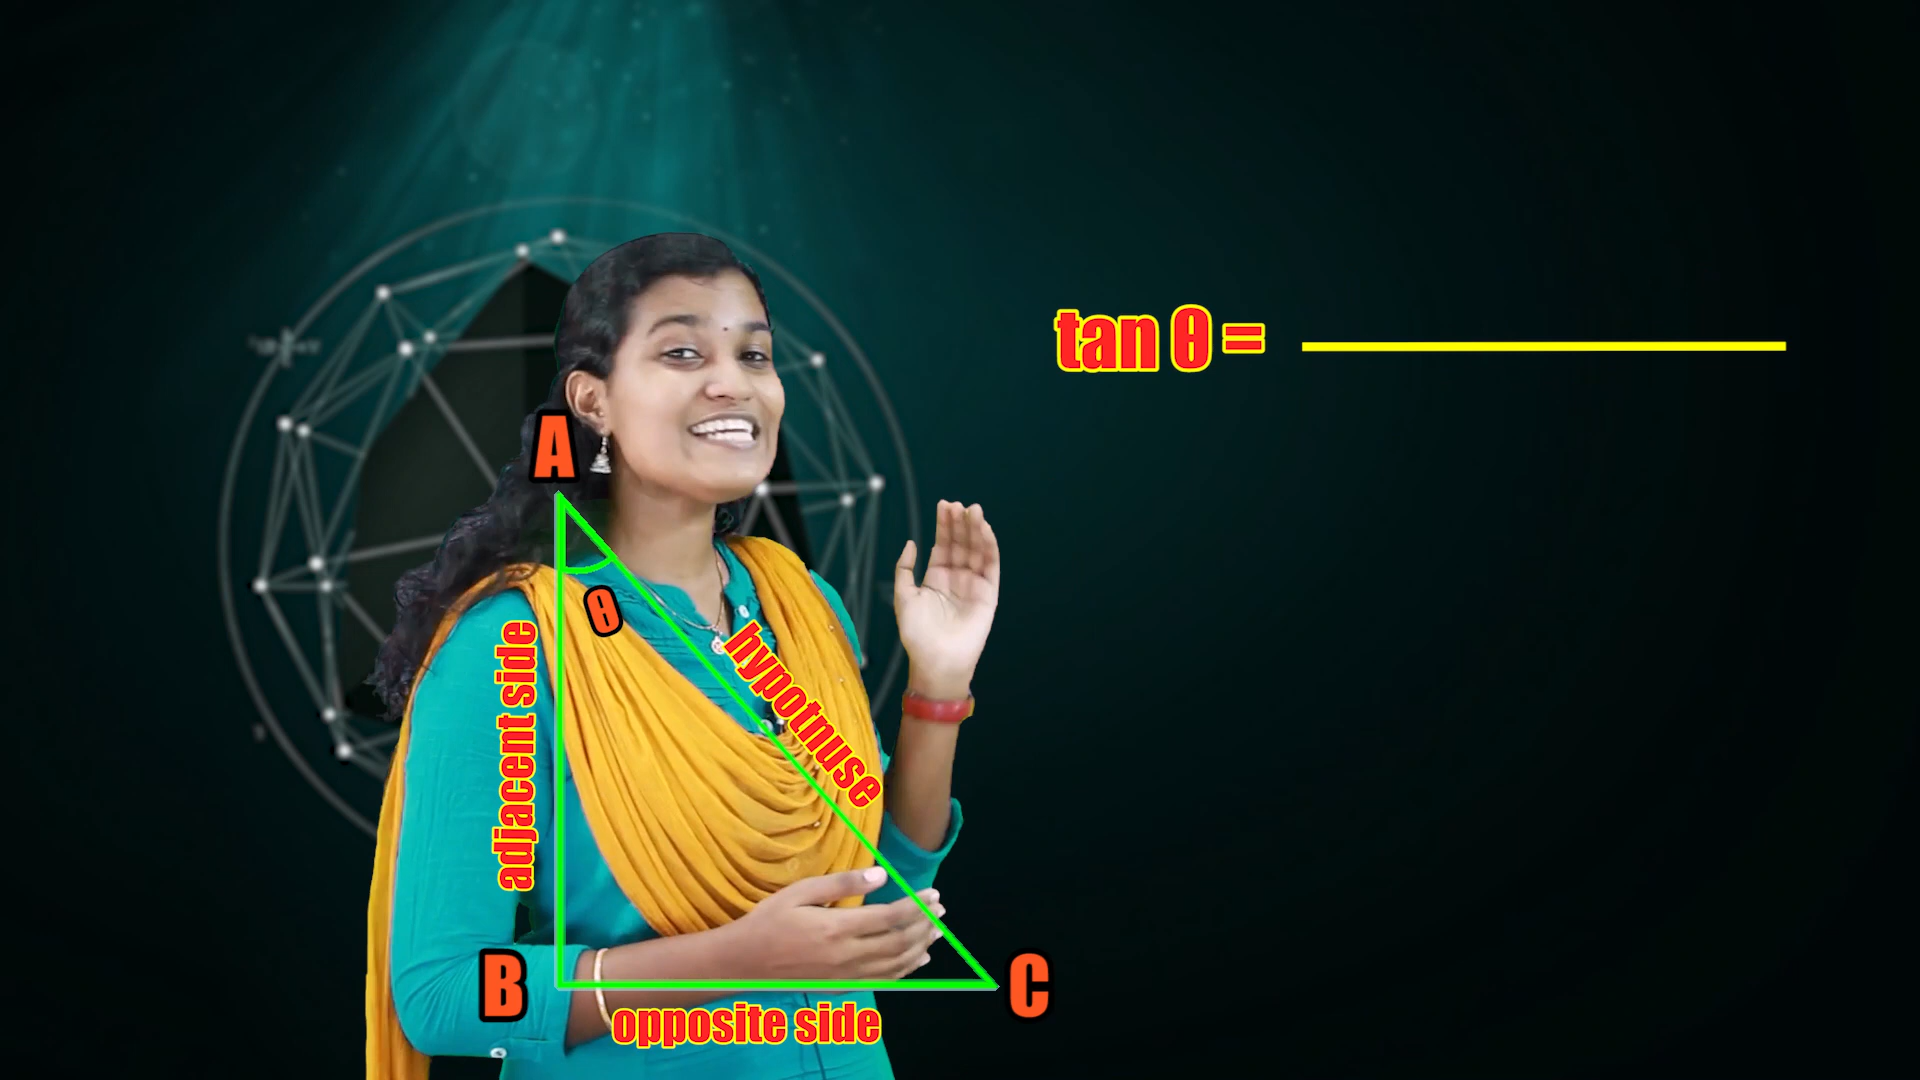 tan θ =
A
θ
adjacent side
hypotnuse
B
C
opposite side